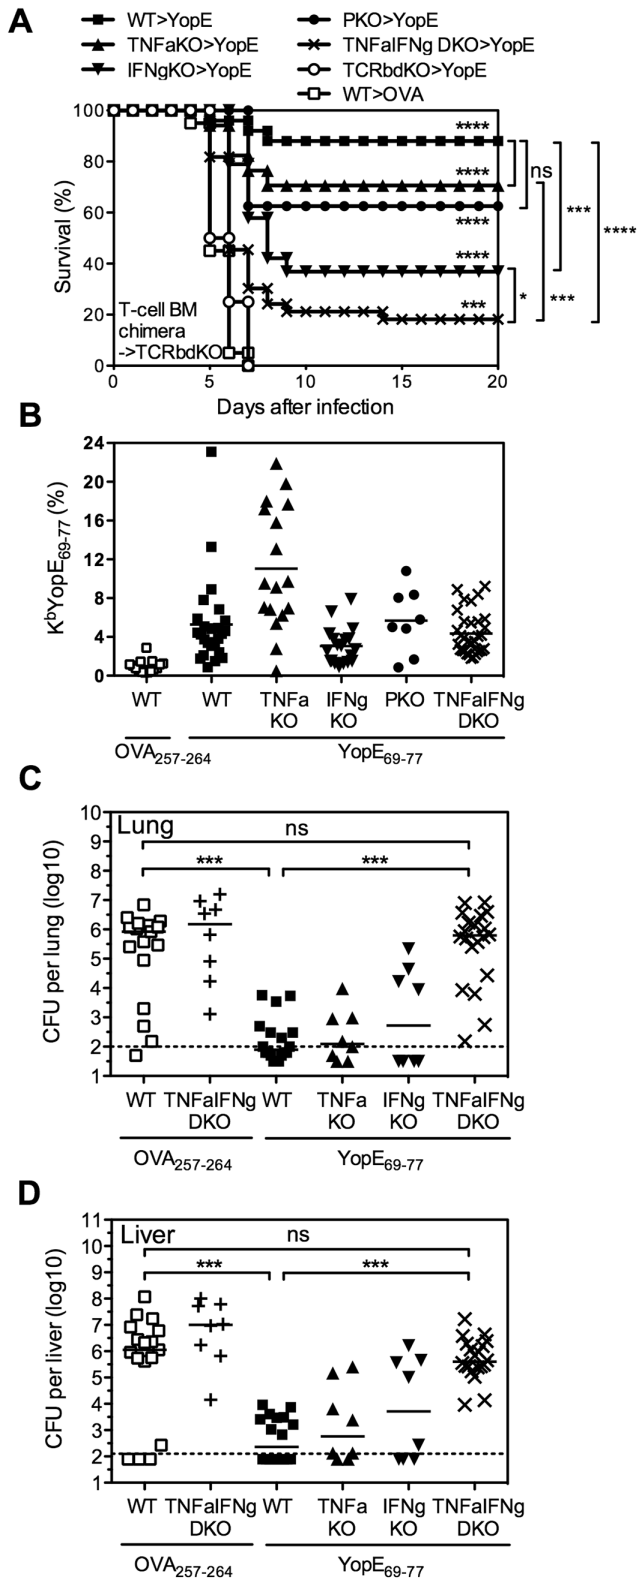 A
WT>YopE
PKO>YopE
TNFaKO>YopE
TNFaIFNg DKO>YopE
IFNgKO>YopE
TCRbdKO>YopE
WT>OVA
Survival (%)
100
80
60
40
20
0
****
****
****
****
***
ns
***
****
*
***
T-cell BM
chimera
->TCRbdKO
0 5 10 15 20
Days after infection
B
KbYopE69-77 (%)
24
20
16
12
8
4
0
WT WT TNFa KO IFNg KO PKO TNFaIFNg DKO
OVA257-264 YopE69-77
C
Lung
CFU per lung (log10)
10
9
8
7
6
5
4
3
2
1
ns
*** ***
WT TNFaIFNg DKO WT TNFa KO IFNg KO TNFaIFNg DKO
OVA257-264 YopE69-77
D
Liver
CFU per liver (log10)
11
10
9
8
7
6
5
4
3
2
1
ns
*** ***
WT TNFaIFNg DKO WT TNFa KO IFNg KO TNFaIFNg DKO
OVA257-264 YopE69-77